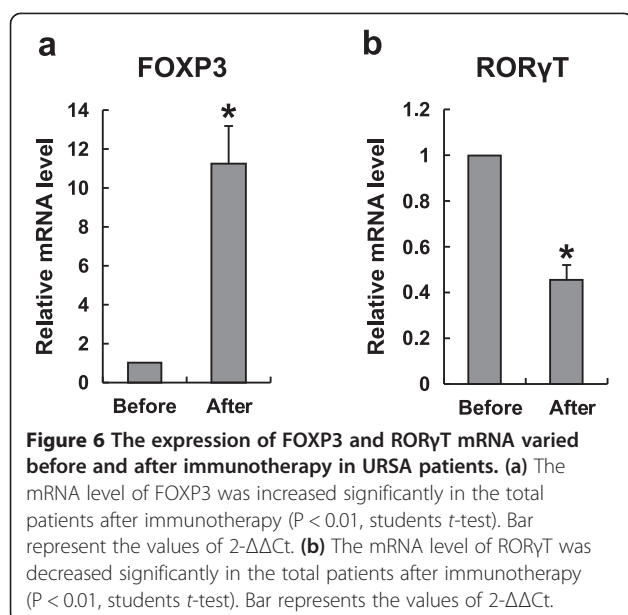 a
FOXP3
Relative mRNA level
14
12
10
8
6
4
2
0
*
Before After
b
RORγT
Relative mRNA level
1.2
1
0.8
0.6
0.4
0.2
0
*
Before After
Figure 6 The expression of FOXP3 and RORγT mRNA varied
before and after immunotherapy in URSA patients. (a) The
mRNA level of FOXP3 was increased significantly in the total
patients after immunotherapy (P < 0.01, students t-test). Bar
represent the values of 2-ΔΔCt. (b) The mRNA level of RORγT was
decreased significantly in the total patients after immunotherapy
(P < 0.01, students t-test). Bar represents the values of 2-ΔΔCt.